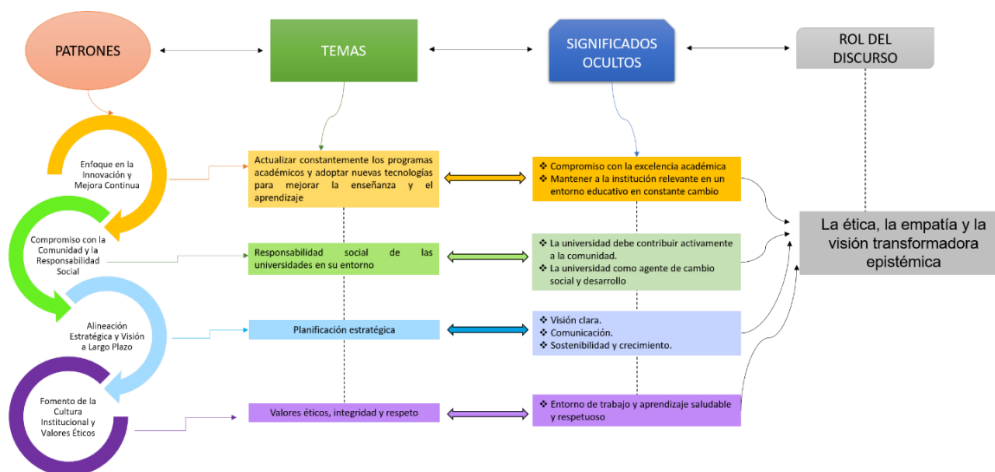 PATRONES
TEMAS
SIGNIFICADOS
OCULTOS
ROL DEL
DISCURSO
Enfoque en la
Innovación y
Mejora Continua
Actualizar constantemente los programas
académicos y adoptar nuevas tecnologías
para mejorar la enseñanza y el
aprendizaje
❖ Compromiso con la excelencia académica
❖ Mantener a la institución relevante en un
entorno educativo en constante cambio
Compromiso con la
Comunidad y la
Responsabilidad
Social
Responsabilidad social de las
universidades en su entorno
❖ La universidad debe contribuir activamente
a la comunidad.
❖ La universidad como agente de cambio
social y desarrollo
La ética, la empatía y la
visión transformadora
epistémica
Alineación
Estratégica y Visión
a Largo Plazo
Planificación estratégica
❖ Visión clara.
❖ Comunicación.
❖ Sostenibilidad y crecimiento.
Fomento de la
Cultura
Institucional y
Valores Éticos
Valores éticos, integridad y respeto
❖ Entorno de trabajo y aprendizaje saludable
y respetuoso